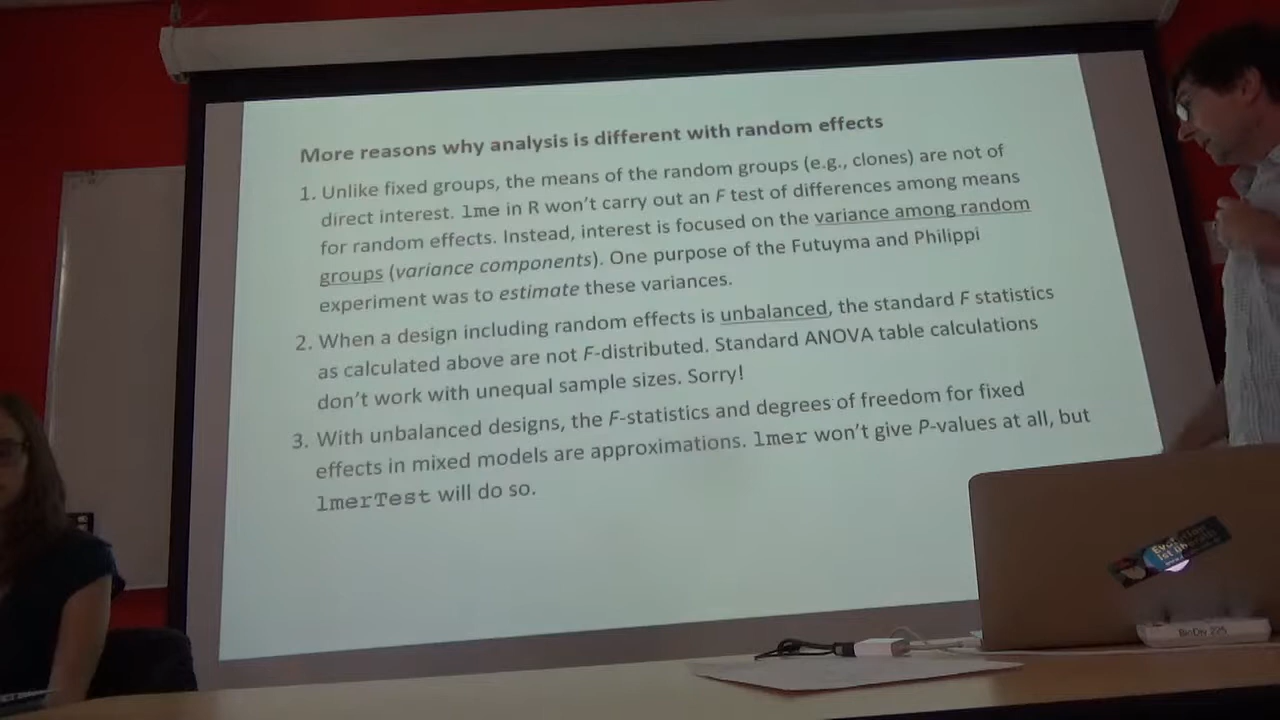 More reasons why analysis is different with random effects
1. Unlike fixed groups, the means of the random groups (e.g., clones) are not of
direct interest. lme in R won't carry out an F test of differences among means
for random effects. Instead, interest is focused on the variance among random
groups (variance components). One purpose of the Futuyma and Philippi
experiment was to estimate these variances.
2. When a design including random effects is unbalanced, the standard F statistics
as calculated above are not F-distributed. Standard ANOVA table calculations
don't work with unequal sample sizes. Sorry!
3. With unbalanced designs, the F-statistics and degrees of freedom for fixed
effects in mixed models are approximations. lmer won't give P-values at all, but
lmerTest will do so.
BioDiv 225